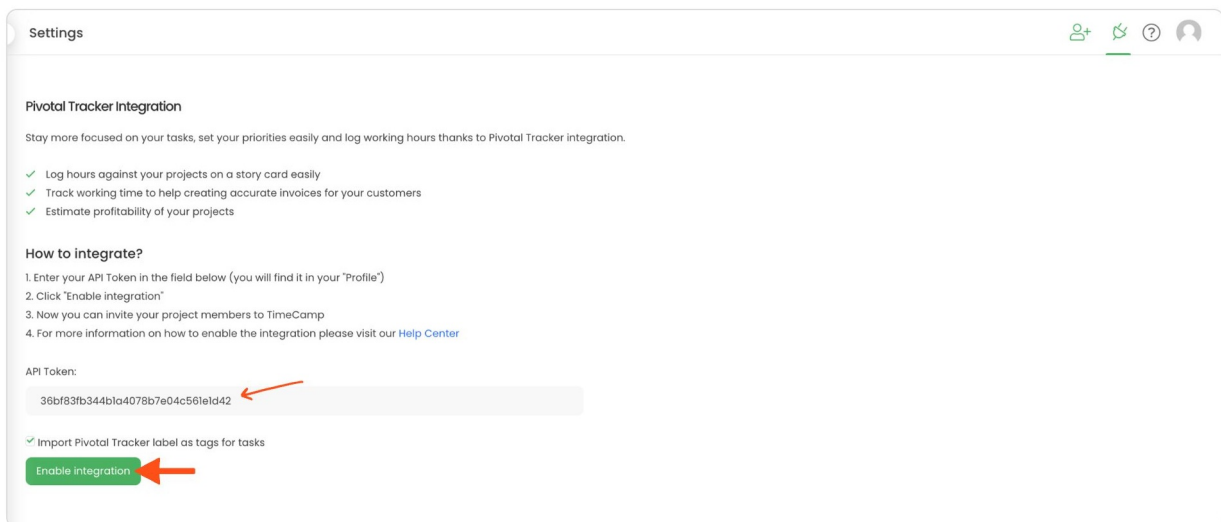 Settings
Pivotal Tracker Integration
Stay more focused on your tasks, set your priorities easily and log working hours thanks to Pivotal Tracker integration.
Log hours against your projects on a story card easily
Track working time to help creating accurate invoices for your customers
Estimate profitability of your projects
How to integrate?
1. Enter your API Token in the field below (you will find it in your "Profile")
2. Click "Enable integration"
3. Now you can invite your project members to TimeCamp
4. For more information on how to enable the integration please visit our Help Center
API Token:
36bf83fb344b1a4078b7e04c561e1d42
Import Pivotal Tracker label as tags for tasks
Enable integration